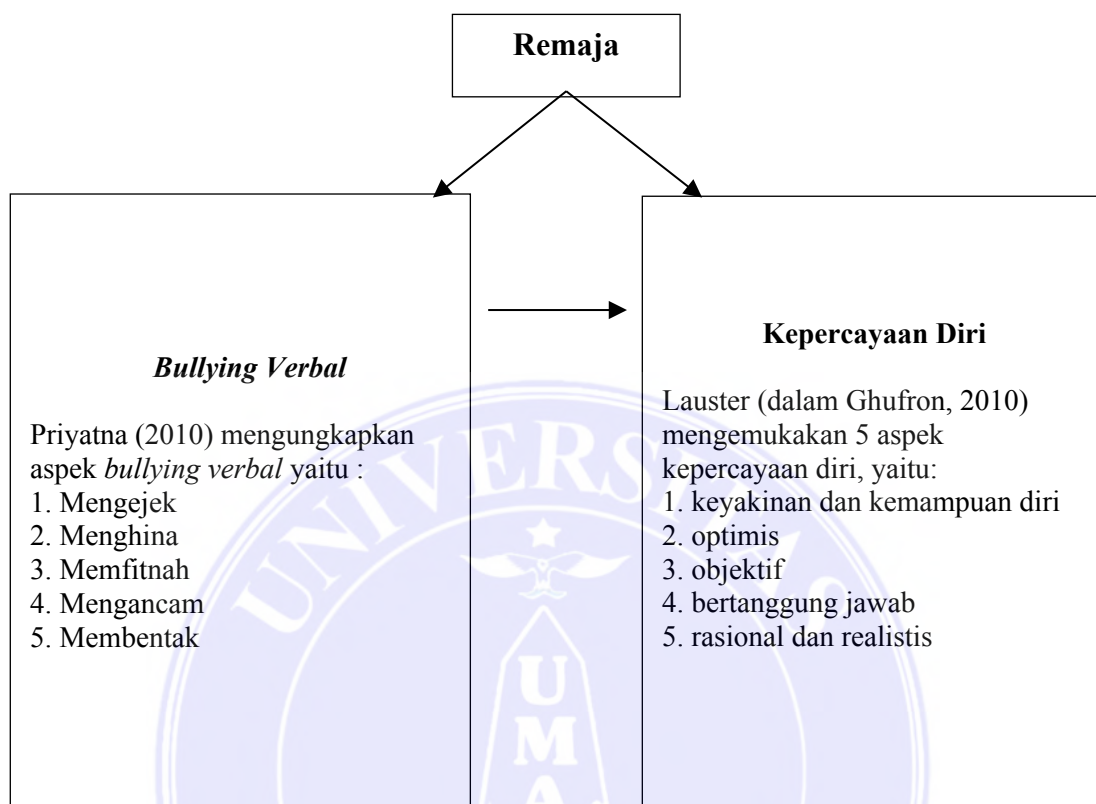 Remaja
Bullying Verbal
Priyatna (2010) mengungkapkan
aspek bullying verbal yaitu :
1. Mengejek
2. Menghina
3. Memfitnah
4. Mengancam
5. Membentak
Kepercayaan Diri
Lauster (dalam Ghufron, 2010)
mengemukakan 5 aspek
kepercayaan diri, yaitu:
1. keyakinan dan kemampuan diri
2. optimis
3. objektif
4. bertanggung jawab
5. rasional dan realistis
UNIVERSITAS
U
M
A